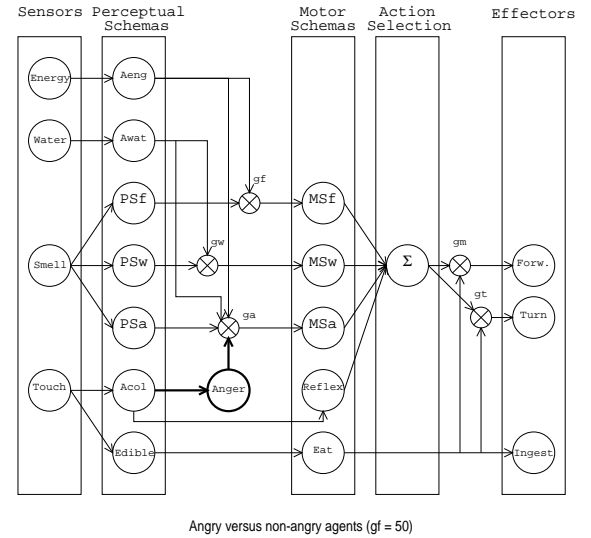 Sensors Perceptual Schemas Motor Schemas Action Selection Effectors
Energy Aeng
Water Awat
gf
PSf MSf
gw gm
Smell PSw MSw Σ Forw.
gt
ga Turn
PSa MSa
Touch Acol Anger Reflex
Edible Eat Ingest
Angry versus non-angry agents (gf = 50)